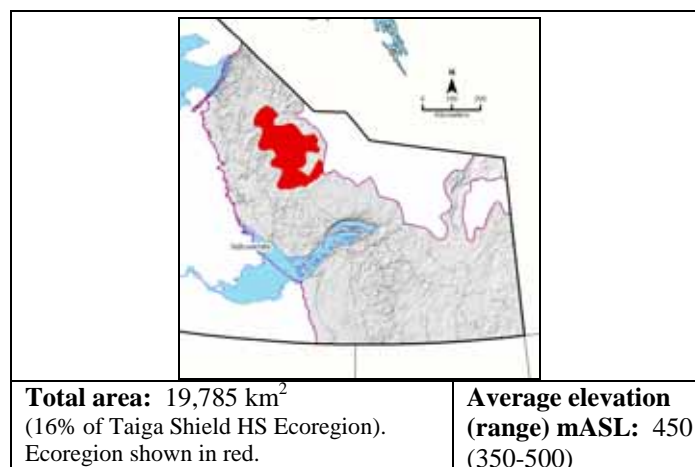 N
Total area: 19,785 km²
(16% of Taiga Shield HS Ecoregion).
Ecoregion shown in red.
Average elevation
(range) mASL: 450
(350-500)